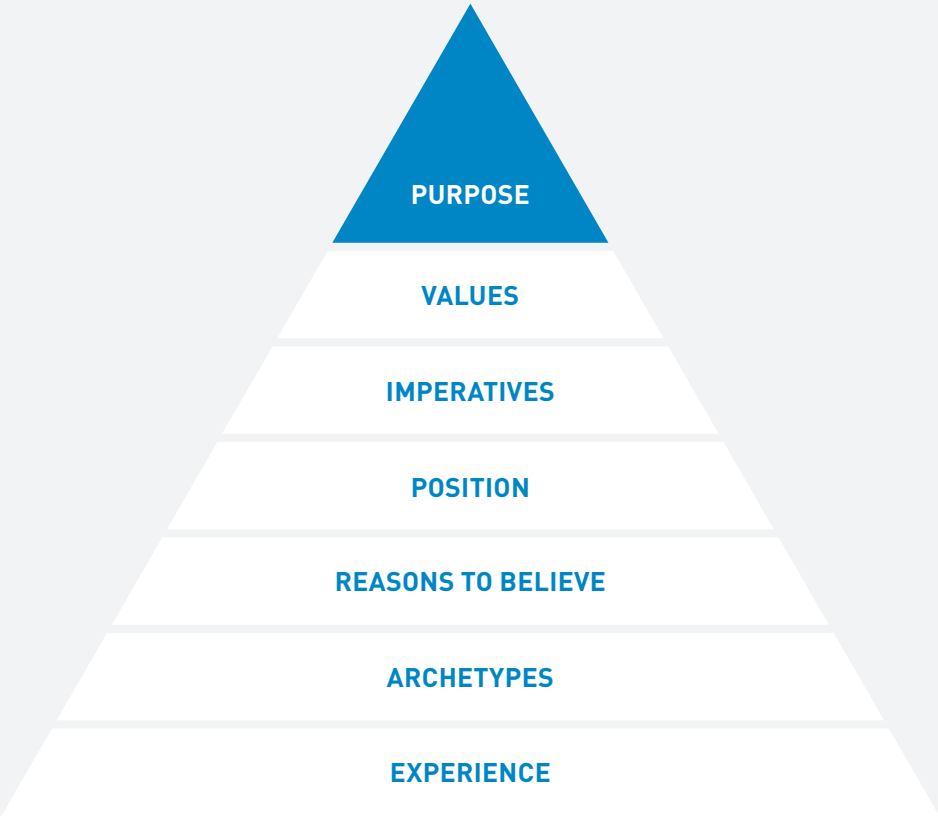 PURPOSE
VALUES
IMPERATIVES
POSITION
REASONS TO BELIEVE
ARCHETYPES
EXPERIENCE